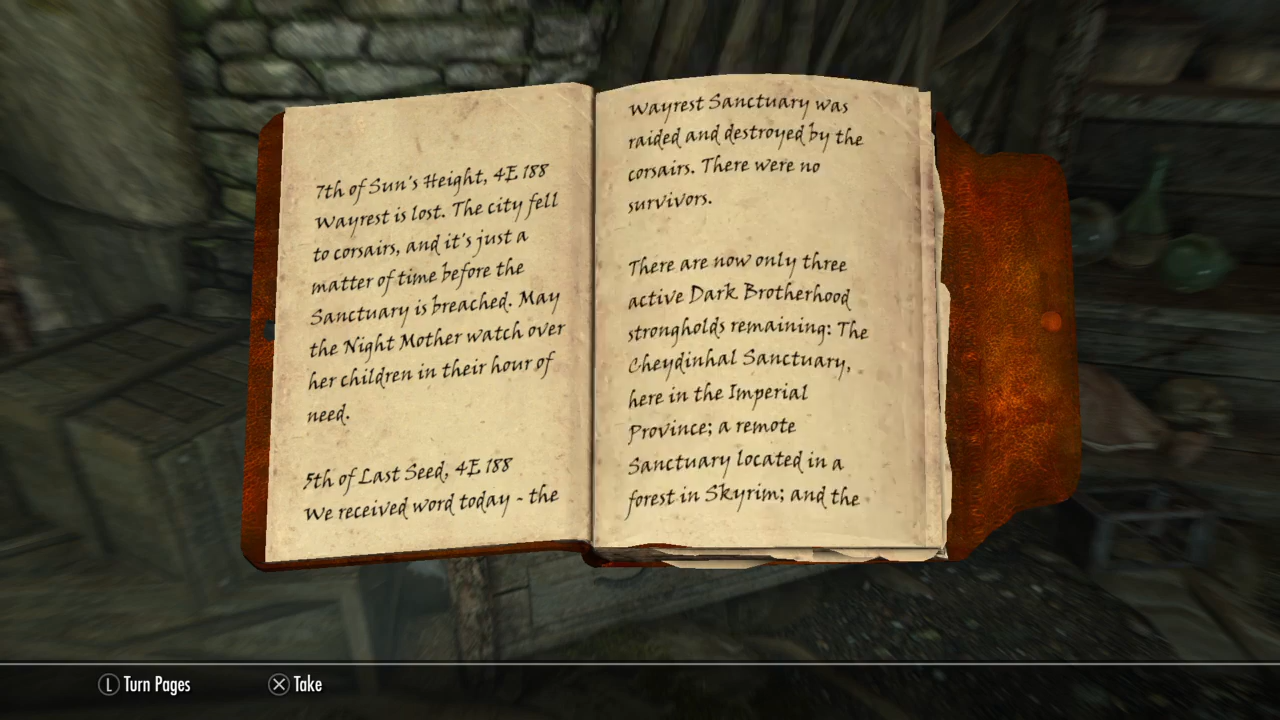 7th of Sun's Height, 4E 188
Wayrest is lost. The city fell
to corsairs, and it's just a
matter of time before the
Sanctuary is breached. May
the Night Mother watch over
her children in their hour of
need.
5th of Last Seed, 4E 188
We received word today - the
Wayrest Sanctuary was
raided and destroyed by the
corsairs. There were no
survivors.
There are now only three
active Dark Brotherhood
strongholds remaining: The
Cheydinhal Sanctuary,
here in the Imperial
Province; a remote
Sanctuary located in a
forest in Skyrim; and the
L Turn Pages
X Take